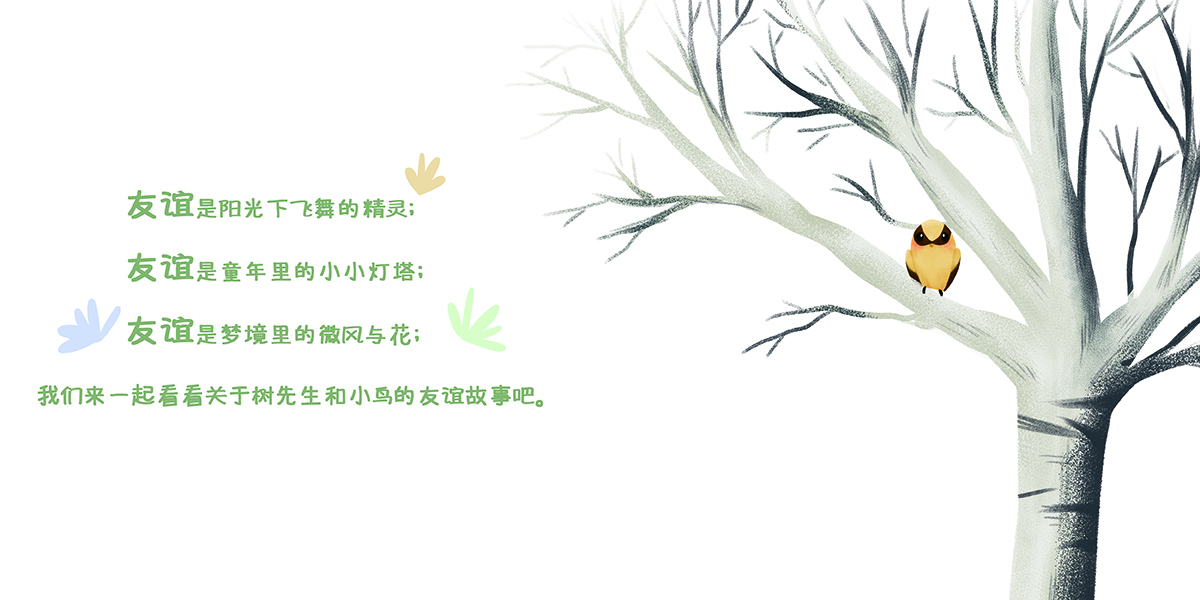 友谊是阳光下飞舞的精灵；
友谊是童年里的小小灯塔；
友谊是梦境里的微风与花；
我们来一起看看关于树先生和小鸟的友谊故事吧。